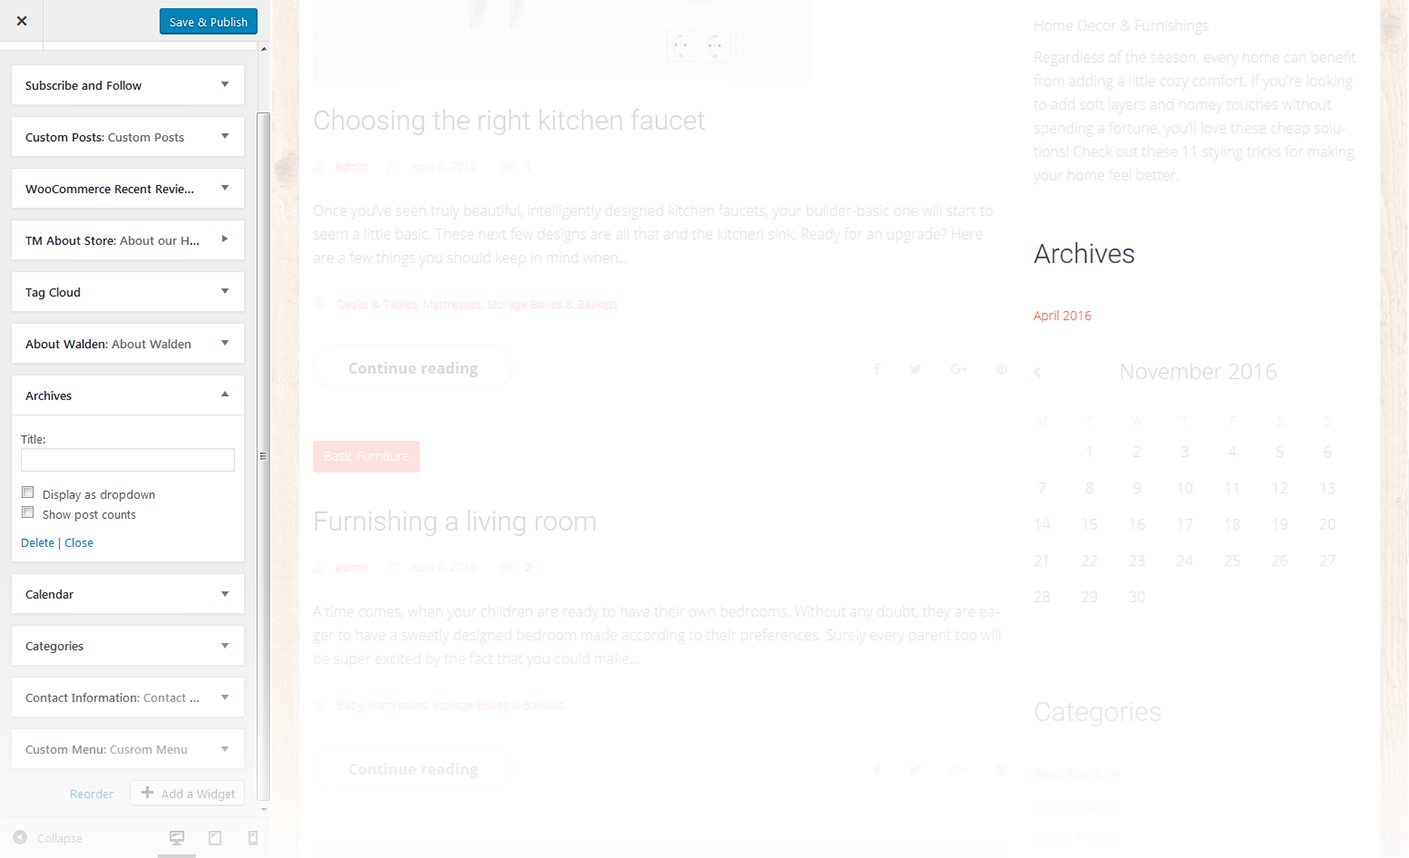 Save & Publish
Subscribe and Follow
Custom Posts: Custom Posts
WooCommerce Recent Revie...
TM About Store: About our H...
Tag Cloud
About Walden: About Walden
Archives
Title:
Display as dropdown
Show post counts
Delete | Close
Calendar
Categories
Contact Information: Contact ...
Custom Menu: Cusrom Menu
Reorder
Add a Widget
Collapse
Choosing the right kitchen faucet
admin April 8, 2016 1
Once you've seen truly beautiful, intelligently designed kitchen faucets, your builder-basic one will start to
seem a little basic. These next few designs are all that and the kitchen sink. Ready for an upgrade? Here
are a few things you should keep in mind when...
Desks & Tables, Mattresses, Storage Boxes & Baskets
Continue reading
Basic Furniture
Furnishing a living room
admin April 8, 2016 2
A time comes, when your children are ready to have their own bedrooms. Without any doubt, they are ea-
ger to have a sweetly designed bedroom made according to their preferences. Surely every parent too will
be super excited by the fact that you could make...
Baby, Mattresses, Storage Boxes & Baskets
Continue reading
Home Decor & Furnishings
Regardless of the season, every home can benefit
from adding a little cozy comfort. If you're looking
to add soft layers and homey touches without
spending a fortune, you'll love these cheap solu-
tions! Check out these 11 styling tricks for making
your home feel better.
Archives
April 2016
November 2016
M T W T F S S
1 2 3 4 5 6
7 8 9 10 11 12 13
14 15 16 17 18 19 20
21 22 23 24 25 26 27
28 29 30
Categories
Basic Furniture
Creative Ideas
Design Trends